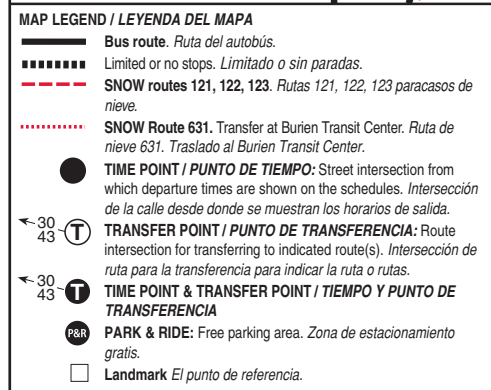 MAP LEGEND / LEYENDA DEL MAPA
Bus route. Ruta del autobús.
Limited or no stops. Limitado o sin paradas.
SNOW routes 121, 122, 123. Rutas 121, 122, 123 paracasos de
nieve.
SNOW Route 631. Transfer at Burien Transit Center. Ruta de
nieve 631. Traslado al Burien Transit Center.
TIME POINT / PUNTO DE TIEMPO: Street intersection from
which departure times are shown on the schedules. Intersección
de la calle desde donde se muestran los horarios de salida.
30
43 T TRANSFER POINT / PUNTO DE TRANSFERENCIA: Route
intersection for transferring to indicated route(s). Intersección de
ruta para la transferencia para indicar la ruta o rutas.
30
43 T TIME POINT & TRANSFER POINT / TIEMPO Y PUNTO DE
TRANSFERENCIA
P&R PARK & RIDE: Free parking area. Zona de estacionamiento
gratis.
Landmark El punto de referencia.